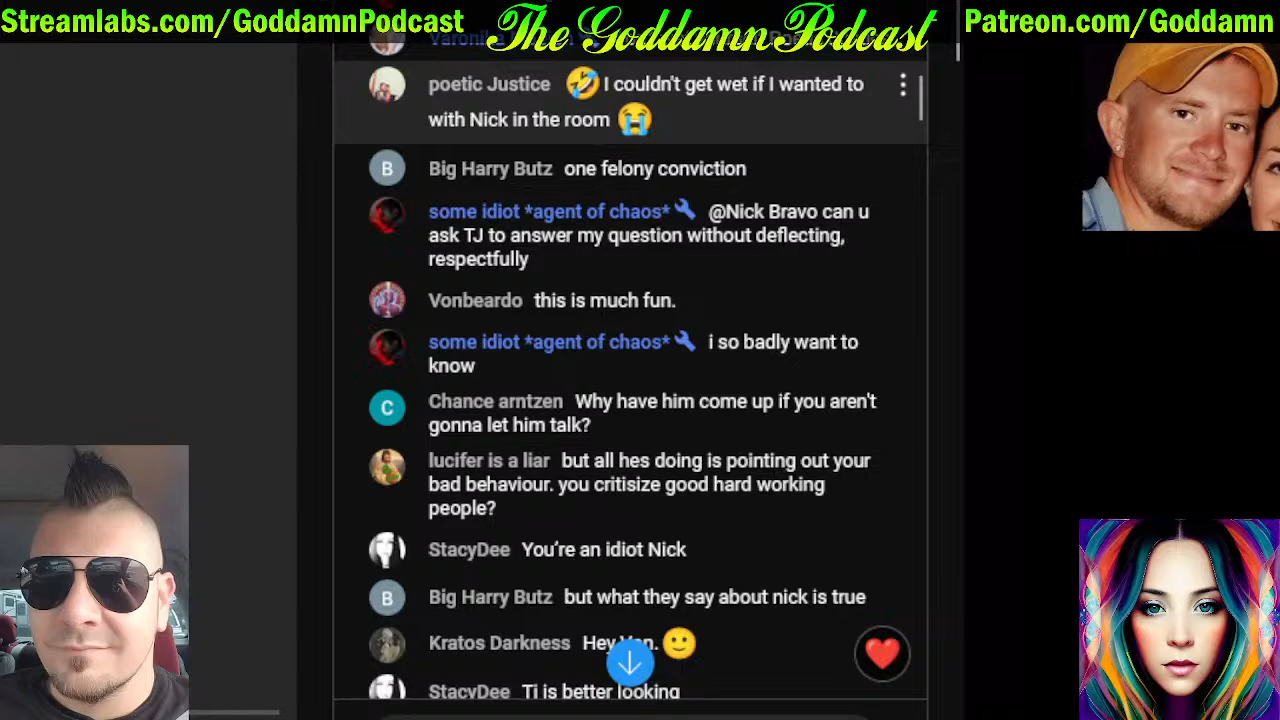 Streamlabs.com/GoddamnPodcast
The Goddamn Podcast
Patreon.com/Goddamn
poetic Justice 🤣 I couldn't get wet if I wanted to
with Nick in the room 😭
B
Big Harry Butz one felony conviction
some idiot *agent of chaos* 🔧 @Nick Bravo can u
ask TJ to answer my question without deflecting,
respectfully
Vonbeardo this is much fun.
some idiot *agent of chaos* 🔧 i so badly want to
know
C
Chance arntzen Why have him come up if you aren't
gonna let him talk?
lucifer is a liar but all hes doing is pointing out your
bad behaviour. you critisize good hard working
people?
StacyDee You're an idiot Nick
B
Big Harry Butz but what they say about nick is true
Kratos Darkness Hey 🙂
StacyDee Tj is better looking